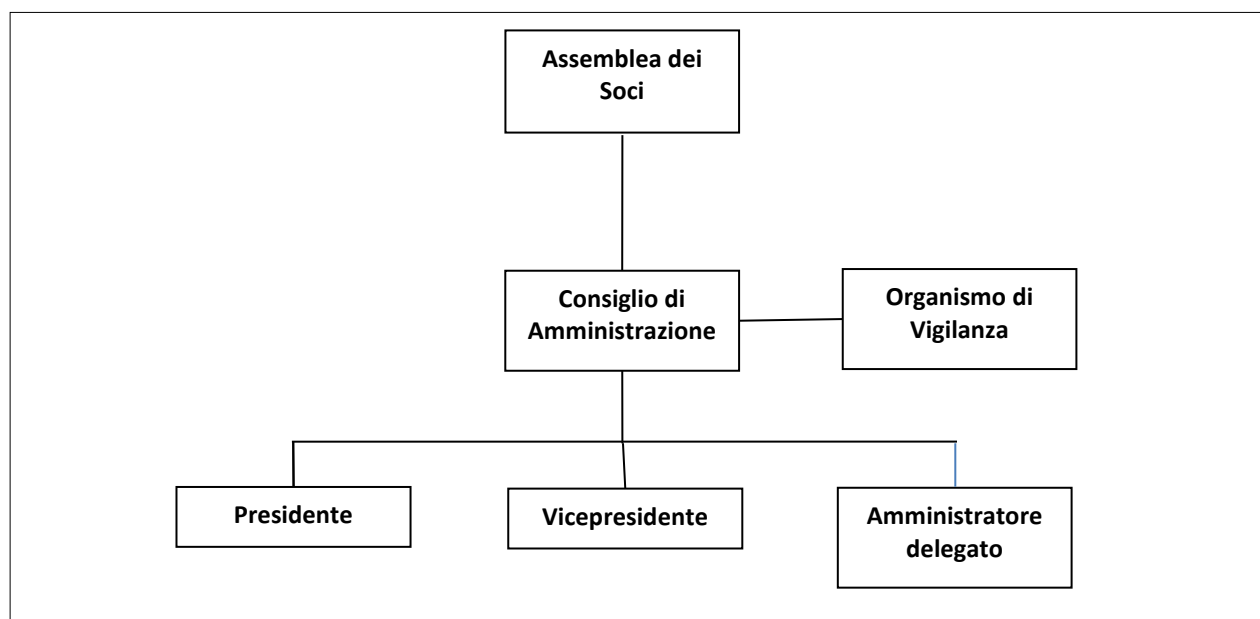 Assemblea dei
Soci
Consiglio di
Amministrazione
Organismo di
Vigilanza
Presidente
Vicepresidente
Amministratore
delegato